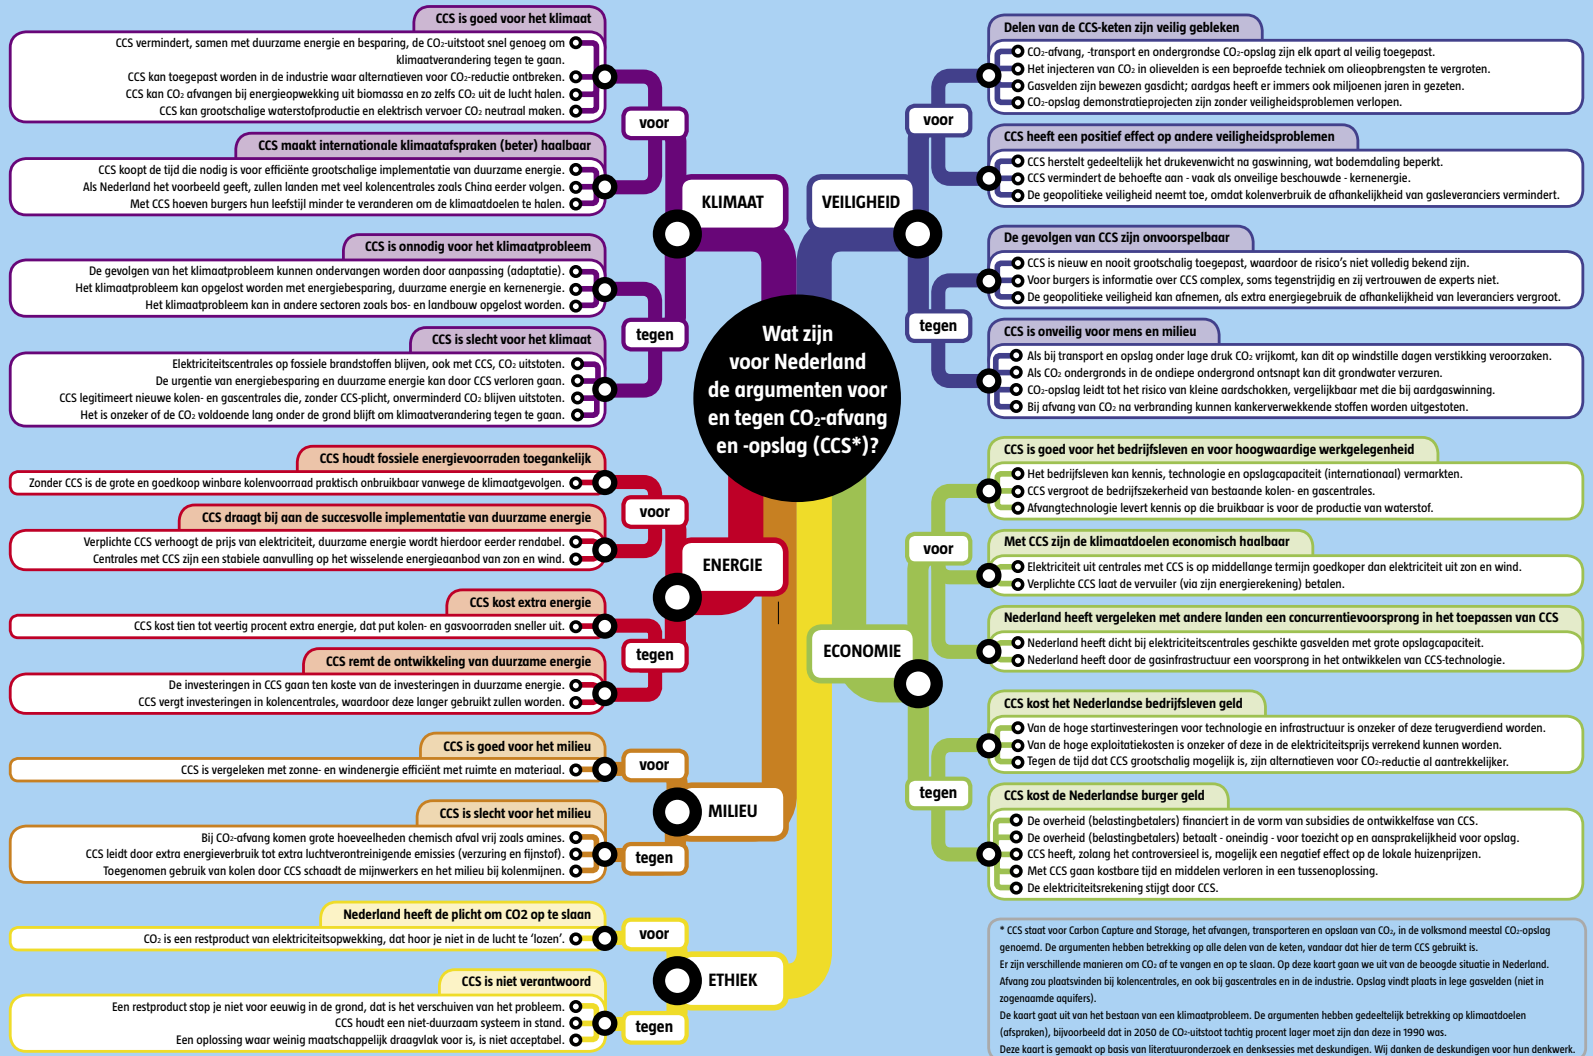 CCS is goed voor het klimaat
CCS vermindert, samen met duurzame energie en besparing, de CO₂-uitstoot snel genoeg om
klimaatverandering tegen te gaan.
CCS kan toegepast worden in de industrie waar alternatieven voor CO₂-reductie ontbreken.
CCS kan CO₂ afvangen bij energieopwekking uit biomassa en zo zelfs CO₂ uit de lucht halen.
CCS kan grootschalige waterstofproductie en elektrisch vervoer CO₂ neutraal maken.
voor
CCS maakt internationale klimaatafspraken (beter) haalbaar
CCS koopt de tijd die nodig is voor efficiënte grootschalige implementatie van duurzame energie.
Als Nederland het voorbeeld geeft, zullen landen met veel kolencentrales zoals China eerder volgen.
Met CCS hoeven burgers hun leefstijl minder te veranderen om de klimaatdoelen te halen.
KLIMAAT
CCS is onnodig voor het klimaatprobleem
De gevolgen van het klimaatprobleem kunnen ondervangen worden door aanpassing (adaptatie).
Het klimaatprobleem kan opgelost worden met energiebesparing, duurzame energie en kernenergie.
Het klimaatprobleem kan in andere sectoren zoals bos- en landbouw opgelost worden.
tegen
CCS is slecht voor het klimaat
Elektriciteitscentrales op fossiele brandstoffen blijven, ook met CCS, CO₂ uitstoten.
De urgentie van energiebesparing en duurzame energie kan door CCS verloren gaan.
CCS legitimeert nieuwe kolen- en gascentrales die, zonder CCS-plicht, onverminderd CO₂ blijven uitstoten.
Het is onzeker of de CO₂ voldoende lang onder de grond blijft om klimaatverandering tegen te gaan.
CCS houdt fossiele energievoorraden toegankelijk
Zonder CCS is de grote en goedkoop winbare kolenvoorraad praktisch onbruikbaar vanwege de klimaatgevolgen.
voor
CCS draagt bij aan de succesvolle implementatie van duurzame energie
Verplichte CCS verhoogt de prijs van elektriciteit, duurzame energie wordt hierdoor eerder rendabel.
Centrales met CCS zijn een stabiele aanvulling op het wisselende energieaanbod van zon en wind.
ENERGIE
CCS kost extra energie
CCS kost tien tot veertig procent extra energie, dat put kolen- en gasvoorraden sneller uit.
tegen
CCS remt de ontwikkeling van duurzame energie
De investeringen in CCS gaan ten koste van de investeringen in duurzame energie.
CCS vergt investeringen in kolencentrales, waardoor deze langer gebruikt zullen worden.
CCS is goed voor het milieu
CCS is vergeleken met zonne- en windenergie efficiënt met ruimte en materiaal.
voor
MILIEU
CCS is slecht voor het milieu
Bij CO₂-afvang komen grote hoeveelheden chemisch afval vrij zoals amines.
CCS leidt door extra energieverbruik tot extra luchtverontreinigende emissies (verzuring en fijnstof).
Toegenomen gebruik van kolen door CCS schaadt de mijnwerkers en het milieu bij kolenmijnen.
tegen
Nederland heeft de plicht om CO2 op te slaan
CO₂ is een restproduct van elektriciteitsopwekking, dat hoor je niet in de lucht te 'lozen'.
voor
ETHIEK
CCS is niet verantwoord
Een restproduct stop je niet voor eeuwig in de grond, dat is het verschuiven van het probleem.
CCS houdt een niet-duurzaam systeem in stand.
Een oplossing waar weinig maatschappelijk draagvlak voor is, is niet acceptabel.
tegen
Wat zijn
voor Nederland
de argumenten voor
en tegen CO₂-afvang
en -opslag (CCS*)?
Delen van de CCS-keten zijn veilig gebleken
CO₂-afvang, -transport en ondergrondse CO₂-opslag zijn elk apart al veilig toegepast.
Het injecteren van CO₂ in olievelden is een beproefde techniek om olieopbrengsten te vergroten.
Gasvelden zijn bewezen gasdicht; aardgas heeft er immers ook miljoenen jaren in gezeten.
CO₂-opslag demonstratieprojecten zijn zonder veiligheidsproblemen verlopen.
voor
CCS heeft een positief effect op andere veiligheidsproblemen
CCS herstelt gedeeltelijk het drukevenwicht na gaswinning, wat bodemdaling beperkt.
CCS vermindert de behoefte aan - vaak als onveilige beschouwde - kernenergie.
De geopolitieke veiligheid neemt toe, omdat kolenverbruik de afhankelijkheid van gasleveranciers vermindert.
VEILIGHEID
De gevolgen van CCS zijn onvoorspelbaar
CCS is nieuw en nooit grootschalig toegepast, waardoor de risico's niet volledig bekend zijn.
Voor burgers is informatie over CCS complex, soms tegenstrijdig en zij vertrouwen de experts niet.
De geopolitieke veiligheid kan afnemen, als extra energiegebruik de afhankelijkheid van leveranciers vergroot.
tegen
CCS is onveilig voor mens en milieu
Als bij transport en opslag onder lage druk CO₂ vrijkomt, kan dit op windstille dagen verstikking veroorzaken.
Als CO₂ ondergronds in de ondiepe ondergrond ontsnapt kan dit grondwater verzuren.
CO₂-opslag leidt tot het risico van kleine aardschokken, vergelijkbaar met die bij aardgaswinning.
Bij afvang van CO₂ na verbranding kunnen kankerverwekkende stoffen worden uitgestoten.
CCS is goed voor het bedrijfsleven en voor hoogwaardige werkgelegenheid
Het bedrijfsleven kan kennis, technologie en opslagcapaciteit (internationaal) vermarkten.
CCS vergroot de bedrijfszekerheid van bestaande kolen- en gascentrales.
Afvangtechnologie levert kennis op die bruikbaar is voor de productie van waterstof.
voor
Met CCS zijn de klimaatdoelen economisch haalbaar
Elektriciteit uit centrales met CCS is op middellange termijn goedkoper dan elektriciteit uit zon en wind.
Verplichte CCS laat de vervuiler (via zijn energierekening) betalen.
Nederland heeft vergeleken met andere landen een concurrentievoorsprong in het toepassen van CCS
Nederland heeft dicht bij elektriciteitscentrales geschikte gasvelden met grote opslagcapaciteit.
Nederland heeft door de gasinfrastructuur een voorsprong in het ontwikkelen van CCS-technologie.
ECONOMIE
CCS kost het Nederlandse bedrijfsleven geld
Van de hoge startinvesteringen voor technologie en infrastructuur is onzeker of deze terugverdiend worden.
Van de hoge exploitatiekosten is onzeker of deze in de elektriciteitsprijs verrekend kunnen worden.
Tegen de tijd dat CCS grootschalig mogelijk is, zijn alternatieven voor CO₂-reductie al aantrekkelijker.
tegen
CCS kost de Nederlandse burger geld
De overheid (belastingbetalers) financiert in de vorm van subsidies de ontwikkelfase van CCS.
De overheid (belastingbetalers) betaalt - oneindig - voor toezicht op en aansprakelijkheid voor opslag.
CCS heeft, zolang het controversieel is, mogelijk een negatief effect op de lokale huizenprijzen.
Met CCS gaan kostbare tijd en middelen verloren in een tussenoplossing.
De elektriciteitsrekening stijgt door CCS.
* CCS staat voor Carbon Capture and Storage, het afvangen, transporteren en opslaan van CO₂, in de volksmond meestal CO₂-opslag
genoemd. De argumenten hebben betrekking op alle delen van de keten, vandaar dat hier de term CCS gebruikt is.
Er zijn verschillende manieren om CO₂ af te vangen en op te slaan. Op deze kaart gaan we uit van de beoogde situatie in Nederland.
Afvang zou plaatsvinden bij kolencentrales, en ook bij gascentrales en in de industrie. Opslag vindt plaats in lege gasvelden (niet in
zogenaamde aquifers).
De kaart gaat uit van het bestaan van een klimaatprobleem. De argumenten hebben gedeeltelijk betrekking op klimaatdoelen
(afspraken), bijvoorbeeld dat in 2050 de CO₂-uitstoot tachtig procent lager moet zijn dan deze in 1990 was.
Deze kaart is gemaakt op basis van literatuuronderzoek en denksessies met deskundigen. Wij danken de deskundigen voor hun denkwerk.